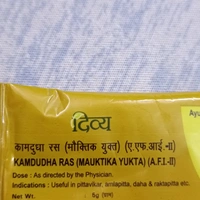 दिव्य
Ayu
कामदुधा रस (मौक्तिक युक्त) (ए.एफ.आई.-II)
KAMDUDHA RAS (MAUKTIKA YUKTA) (A.F.I.-II)
Dose : As directed by the Physician.
Indications : Useful in pittavikar, amlapitta, daha & raktapitta etc.
Net Wt. 5g (ग्राम)